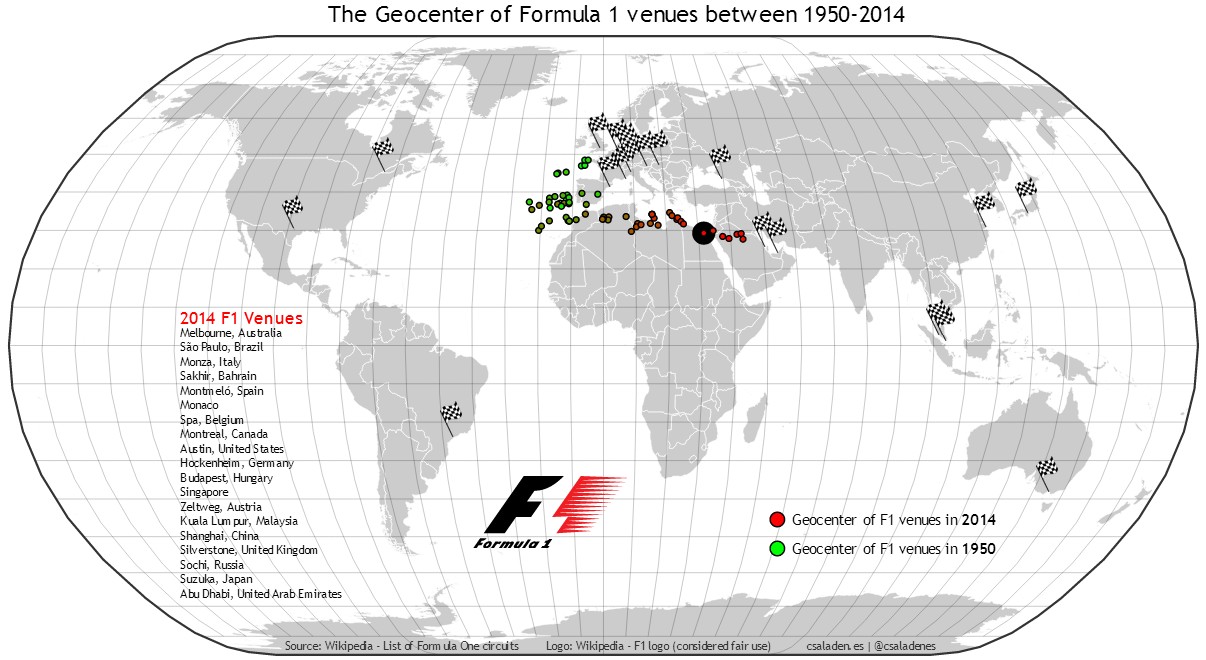 The Geocenter of Formula 1 venues between 1950-2014
2014 F1 Venues
Melbourne, Australia
São Paulo, Brazil
Monza, Italy
Sakhir, Bahrain
Montmeló, Spain
Monaco
Spa, Belgium
Montreal, Canada
Austin, United States
Hockenheim, Germany
Budapest, Hungary
Singapore
Zeltweg, Austria
Kuala Lumpur, Malaysia
Shanghai, China
Silverstone, United Kingdom
Sochi, Russia
Suzuka, Japan
Abu Dhabi, United Arab Emirates
F1
Formula 1
Geocenter of F1 venues in 2014
Geocenter of F1 venues in 1950
Source: Wikipedia - List of Formula One circuits Logo: Wikipedia - F1 logo (considered fair use) csaladen.es | @csaladenes